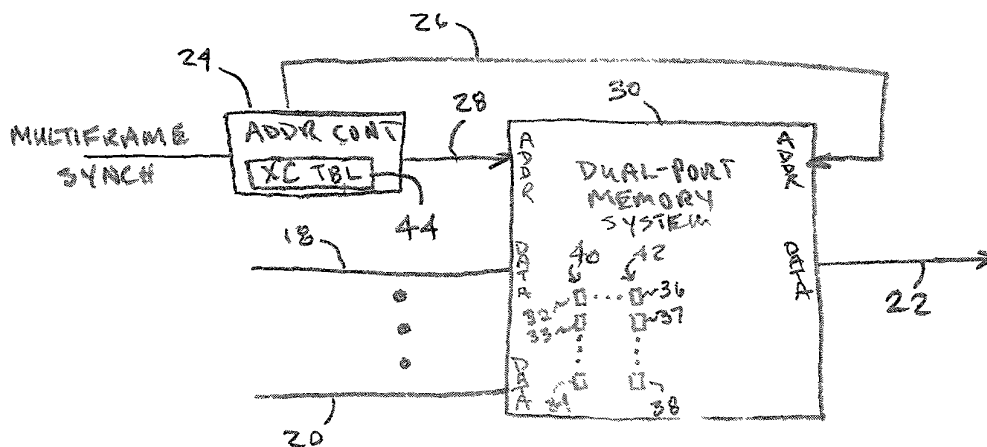 26
24
30
MULTIFRAME
SYNCH
ADDR CONT
XC TBL
28
44
ADDR
ADDR
DUAL-PORT
MEMORY
SYSTEM
18
DATA
DATA
40
42
32
36
33
37
34
38
22
DATA
20